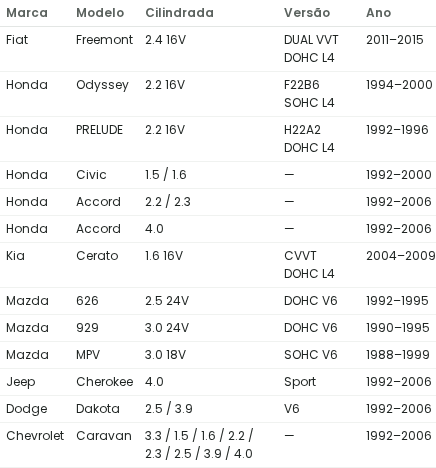 Marca Modelo Cilindrada Versão Ano
Fiat Freemont 2.4 16V DUAL VVT 2011–2015
DOHC L4
Honda Odyssey 2.2 16V F22B6 1994–2000
SOHC L4
Honda PRELUDE 2.2 16V H22A2 1992–1996
DOHC L4
Honda Civic 1.5 / 1.6 — 1992–2000
Honda Accord 2.2 / 2.3 — 1992–2006
Honda Accord 4.0 — 1992–2006
Kia Cerato 1.6 16V CVVT 2004–2009
DOHC L4
Mazda 626 2.5 24V DOHC V6 1992–1995
Mazda 929 3.0 24V DOHC V6 1990–1995
Mazda MPV 3.0 18V SOHC V6 1988–1999
Jeep Cherokee 4.0 Sport 1992–2006
Dodge Dakota 2.5 / 3.9 V6 1992–2006
Chevrolet Caravan 3.3 / 1.5 / 1.6 / 2.2 / — 1992–2006
2.3 / 2.5 / 3.9 / 4.0